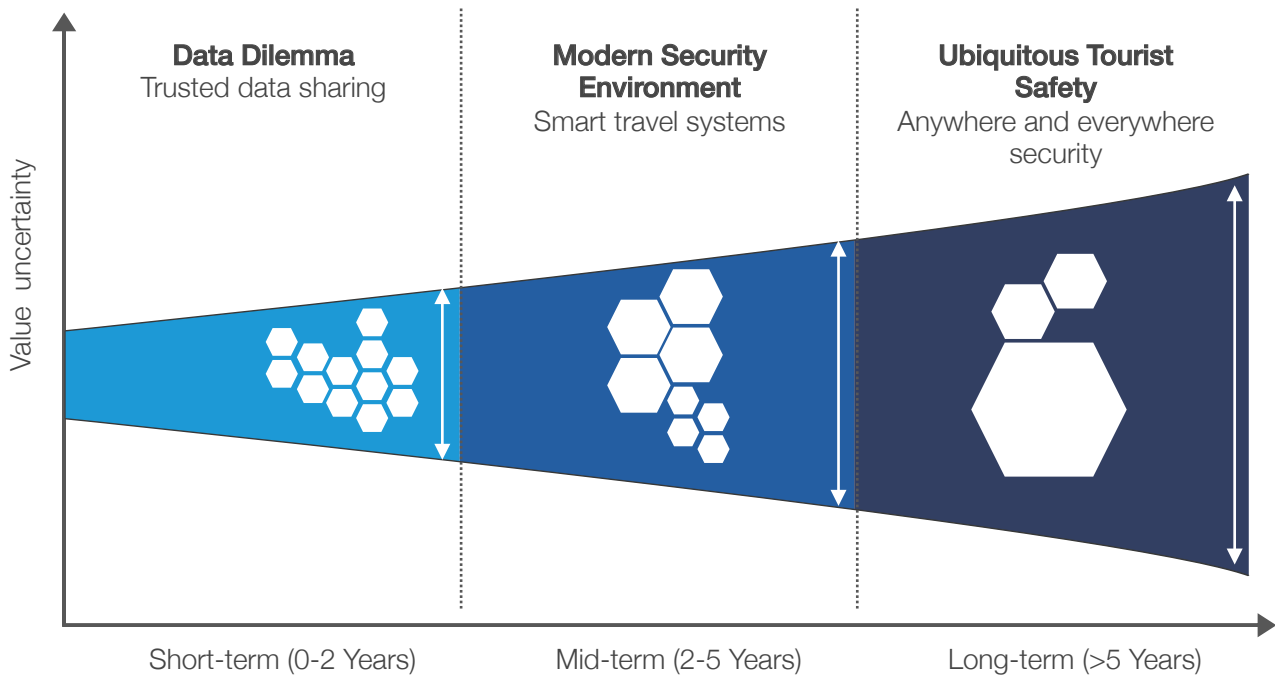 Data Dilemma
Trusted data sharing
Modern Security
Environment
Smart travel systems
Ubiquitous Tourist
Safety
Anywhere and everywhere
security
Value uncertainty
Short-term (0-2 Years)
Mid-term (2-5 Years)
Long-term (>5 Years)